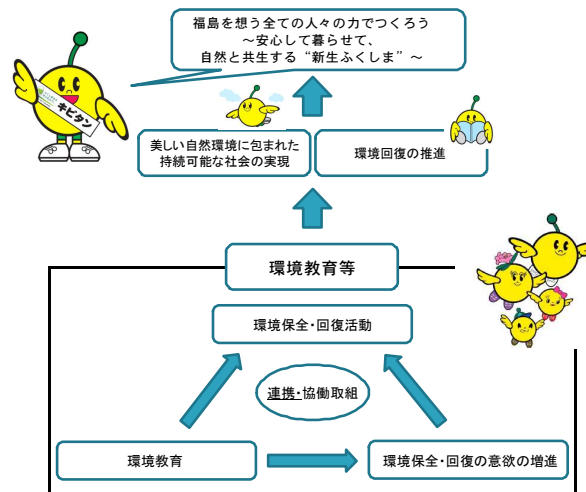 福島を想う全ての人々の力でつくろう
～安心して暮らせて、
自然と共生する“新生ふくしま”～
キビタン
美しい自然環境に包まれた
持続可能な社会の実現
環境回復の推進
環境教育等
環境保全・回復活動
連携・協働取組
環境教育
環境保全・回復の意欲の増進